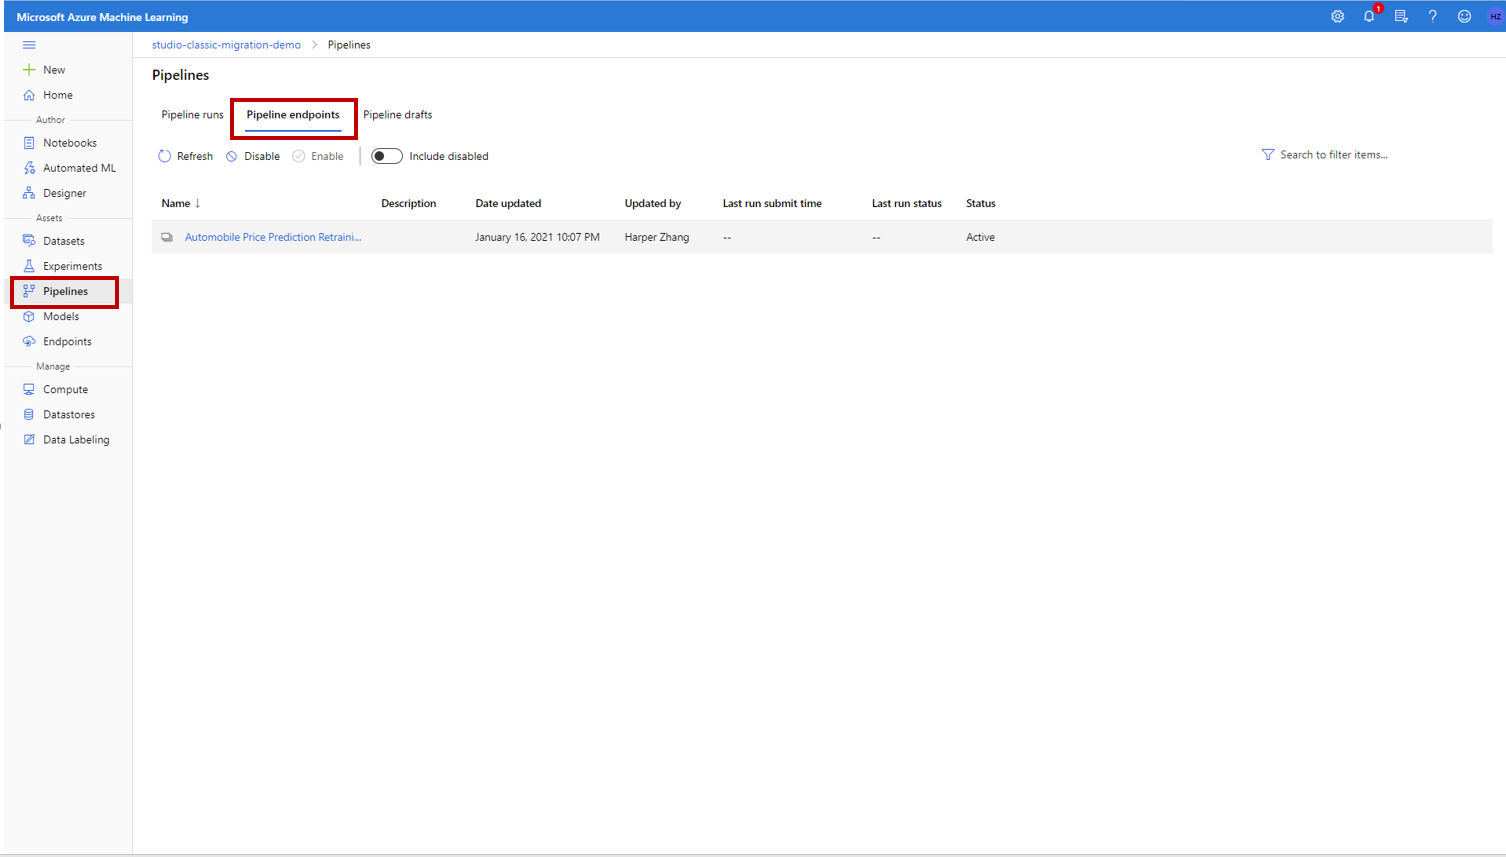 Microsoft Azure Machine Learning
1
HZ
studio-classic-migration-demo > Pipelines
New
Home
Author
Notebooks
Automated ML
Designer
Assets
Datasets
Experiments
Pipelines
Models
Endpoints
Manage
Compute
Datastores
Data Labeling
Pipelines
Pipeline runs Pipeline endpoints Pipeline drafts
Refresh Disable Enable Include disabled Search to filter items...
Name ↓ Description Date updated Updated by Last run submit time Last run status Status
Automobile Price Prediction Retraini... January 16, 2021 10:07 PM Harper Zhang -- -- Active